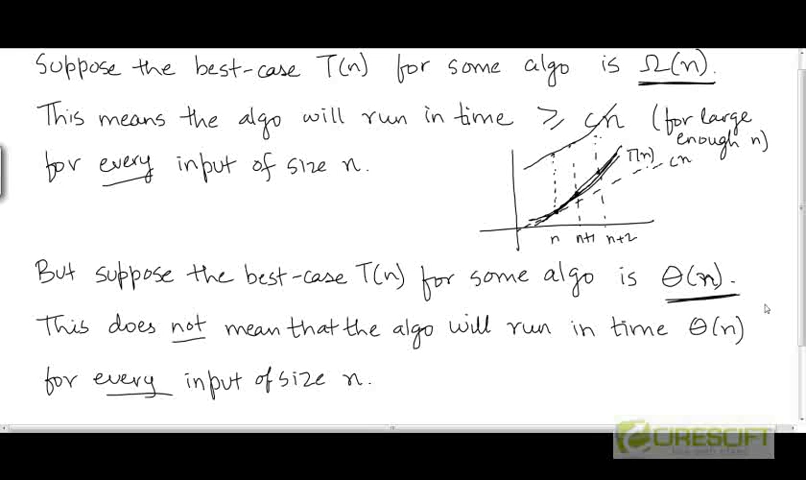 Suppose the best-case T(n) for some algo is Ω(n).
This means the algo will run in time ≥ cn (for large enough n)
for every input of size n.
T(n)
cn
n n+1 n+2
But suppose the best-case T(n) for some algo is Θ(n).
This does not mean that the algo will run in time Θ(n)
for every input of size n.